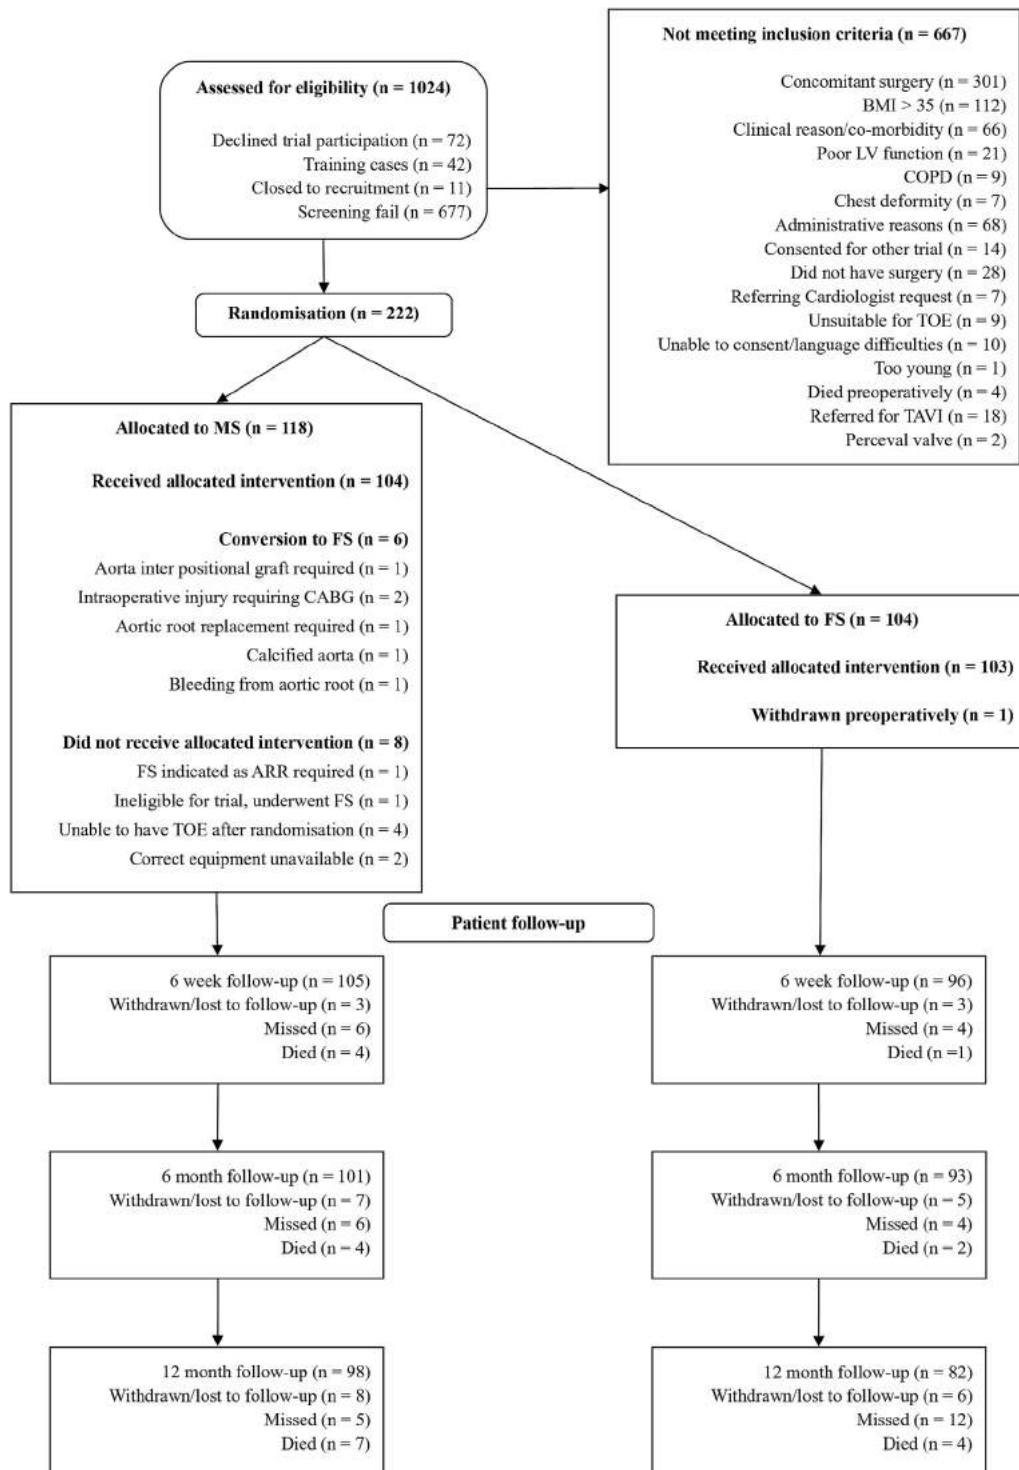 Assessed for eligibility (n = 1024)
Declined trial participation (n = 72)
Training cases (n = 42)
Closed to recruitment (n = 11)
Screening fail (n = 677)
Not meeting inclusion criteria (n = 667)
Concomitant surgery (n = 301)
BMI > 35 (n = 112)
Clinical reason/co-morbidity (n = 66)
Poor LV function (n = 21)
COPD (n = 9)
Chest deformity (n = 7)
Administrative reasons (n = 68)
Consented for other trial (n = 14)
Did not have surgery (n = 28)
Referring Cardiologist request (n = 7)
Unsuitable for TOE (n = 9)
Unable to consent/language difficulties (n = 10)
Too young (n = 1)
Died preoperatively (n = 4)
Referred for TAVI (n = 18)
Perceval valve (n = 2)
Randomisation (n = 222)
Allocated to MS (n = 118)
Received allocated intervention (n = 104)
Conversion to FS (n = 6)
Aorta inter positional graft required (n = 1)
Intraoperative injury requiring CABG (n = 2)
Aortic root replacement required (n = 1)
Calcified aorta (n = 1)
Bleeding from aortic root (n = 1)
Did not receive allocated intervention (n = 8)
FS indicated as ARR required (n = 1)
Ineligible for trial, underwent FS (n = 1)
Unable to have TOE after randomisation (n = 4)
Correct equipment unavailable (n = 2)
Allocated to FS (n = 104)
Received allocated intervention (n = 103)
Withdrawn preoperatively (n = 1)
Patient follow-up
6 week follow-up (n = 105)
Withdrawn/lost to follow-up (n = 3)
Missed (n = 6)
Died (n = 4)
6 week follow-up (n = 96)
Withdrawn/lost to follow-up (n = 3)
Missed (n = 4)
Died (n =1)
6 month follow-up (n = 101)
Withdrawn/lost to follow-up (n = 7)
Missed (n = 6)
Died (n = 4)
6 month follow-up (n = 93)
Withdrawn/lost to follow-up (n = 5)
Missed (n = 4)
Died (n = 2)
12 month follow-up (n = 98)
Withdrawn/lost to follow-up (n = 8)
Missed (n = 5)
Died (n = 7)
12 month follow-up (n = 82)
Withdrawn/lost to follow-up (n = 6)
Missed (n = 12)
Died (n = 4)